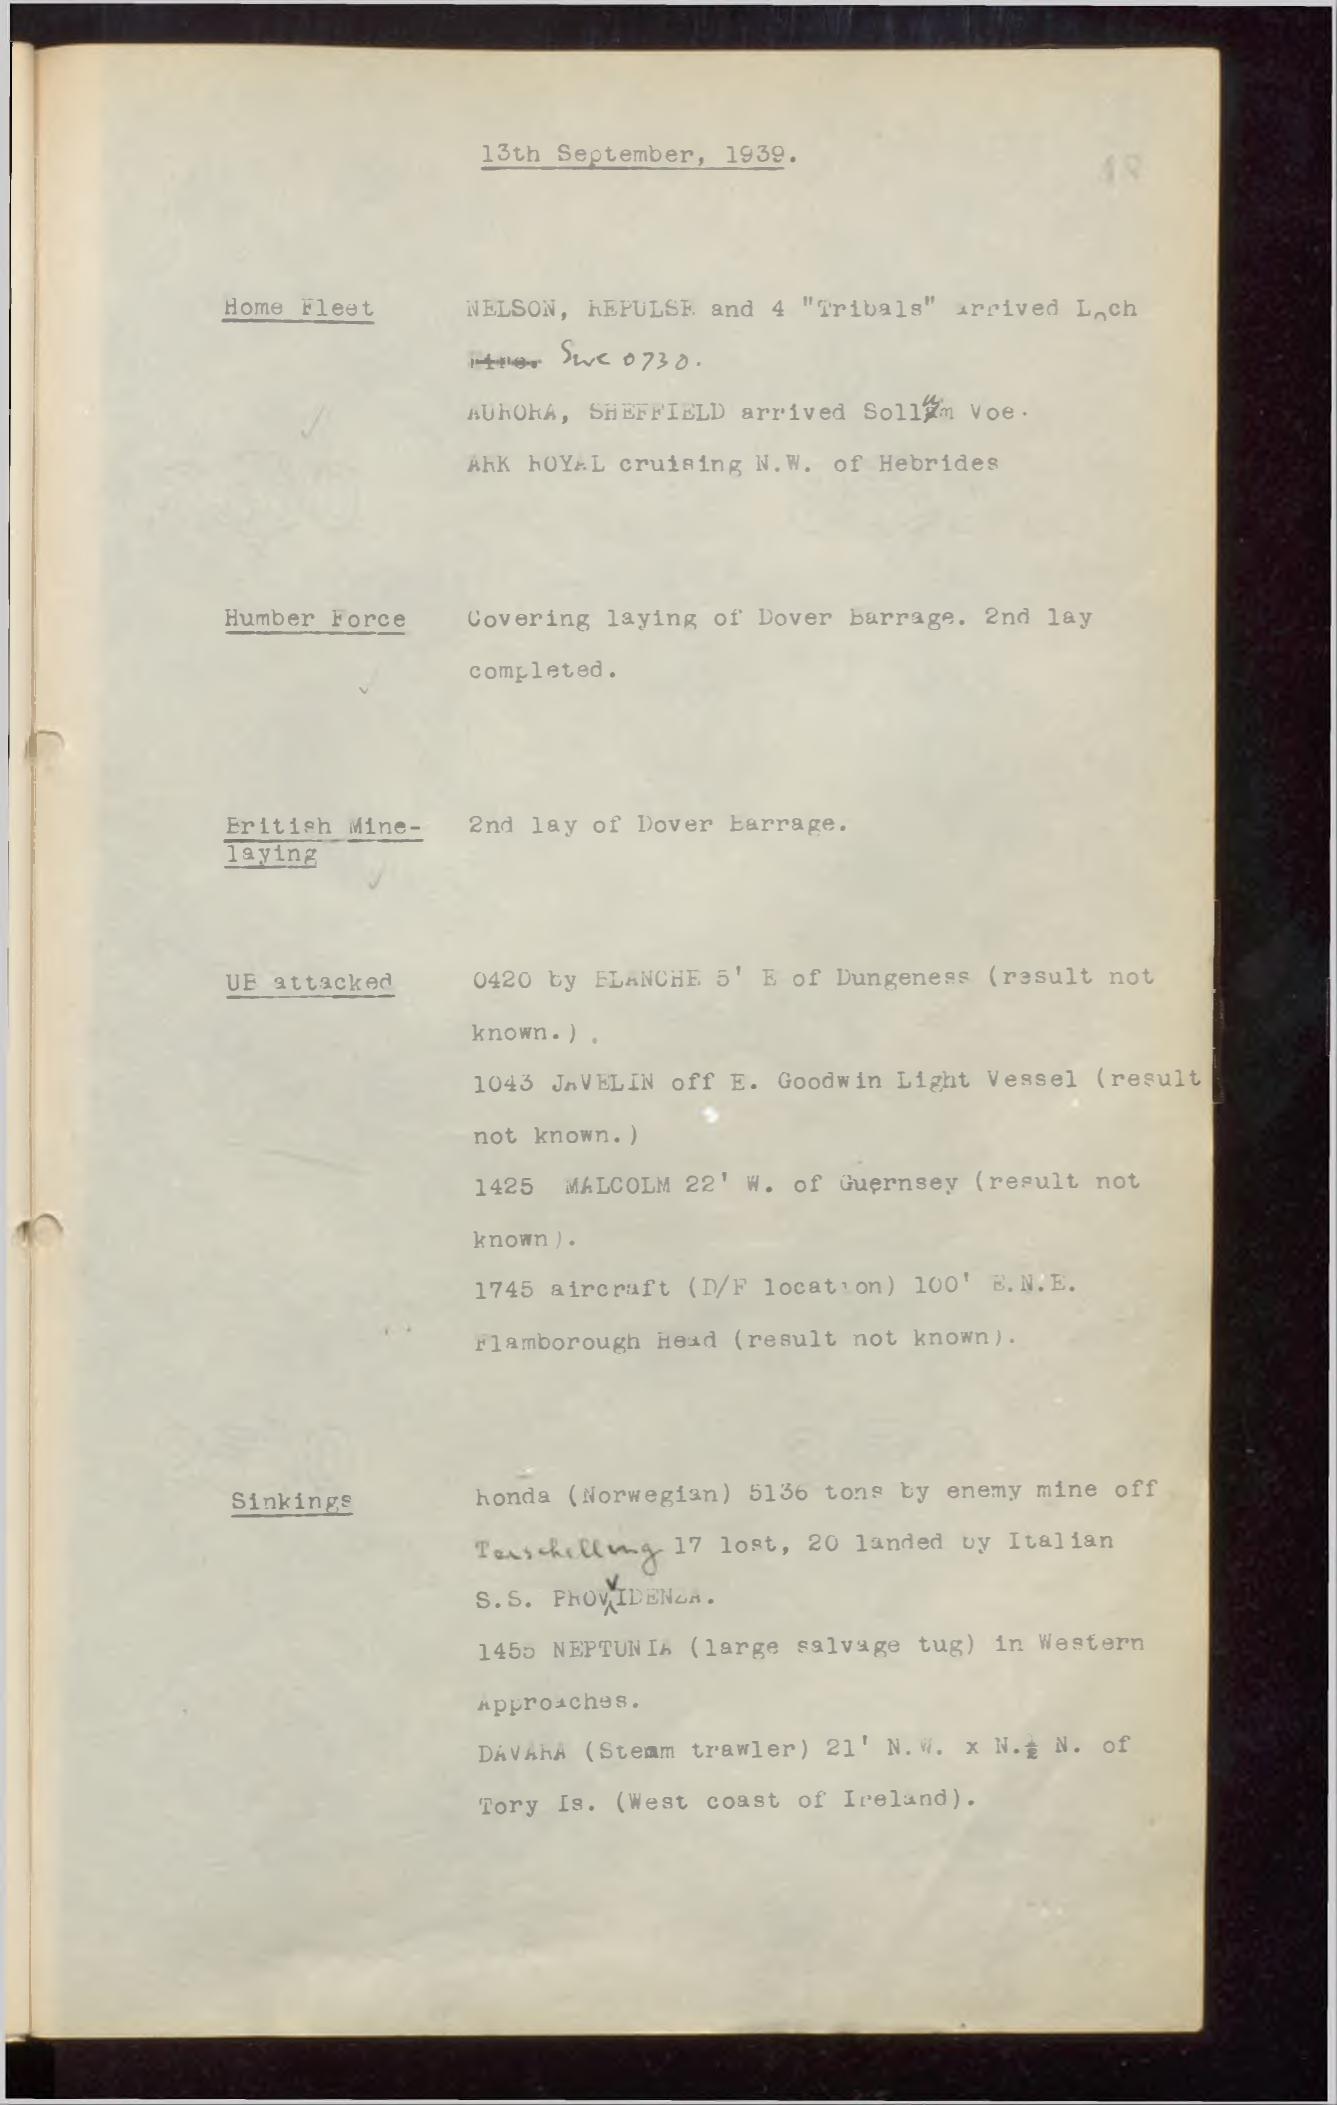 13th September, 1939.
Home Fleet
NELSON, REPULSE and 4 "Tribals" arrived Loch
Ewe 0730.
AURORA, SHEFFIELD arrived Sollum Voe.
ARK ROYAL cruising N.W. of Hebrides
Humber Force
Covering laying of Dover Barrage. 2nd lay
completed.
British Mine-
laying
2nd lay of Dover Barrage.
UB attacked
0420 by BLANCHE 5' E of Dungeness (result not
known.).
1043 JAVELIN off E. Goodwin Light Vessel (result
not known.)
1425 MALCOLM 22' W. of Guernsey (result not
known).
1745 aircraft (D/F location) 100' E.N.E.
Flamborough Head (result not known).
Sinkings
Ronda (Norwegian) 5136 tons by enemy mine off
Terschelling 17 lost, 20 landed by Italian
S.S. PROVVIDENZA.
1455 NEPTUNIA (large salvage tug) in Western
Approaches.
DAVARA (Steam trawler) 21' N.W. x N.½ N. of
Tory Is. (West coast of Ireland).